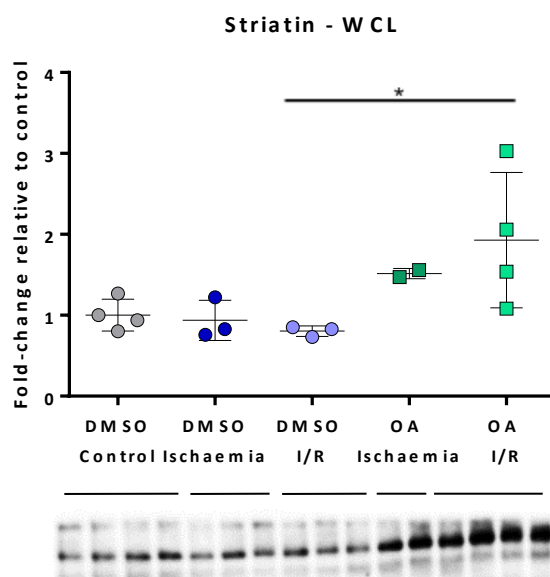 Striatin - WCL
Fold-change relative to control
4
3
2
1
0
*
DMSO DMSO DMSO OA OA
Control Ischaemia I/R Ischaemia I/R